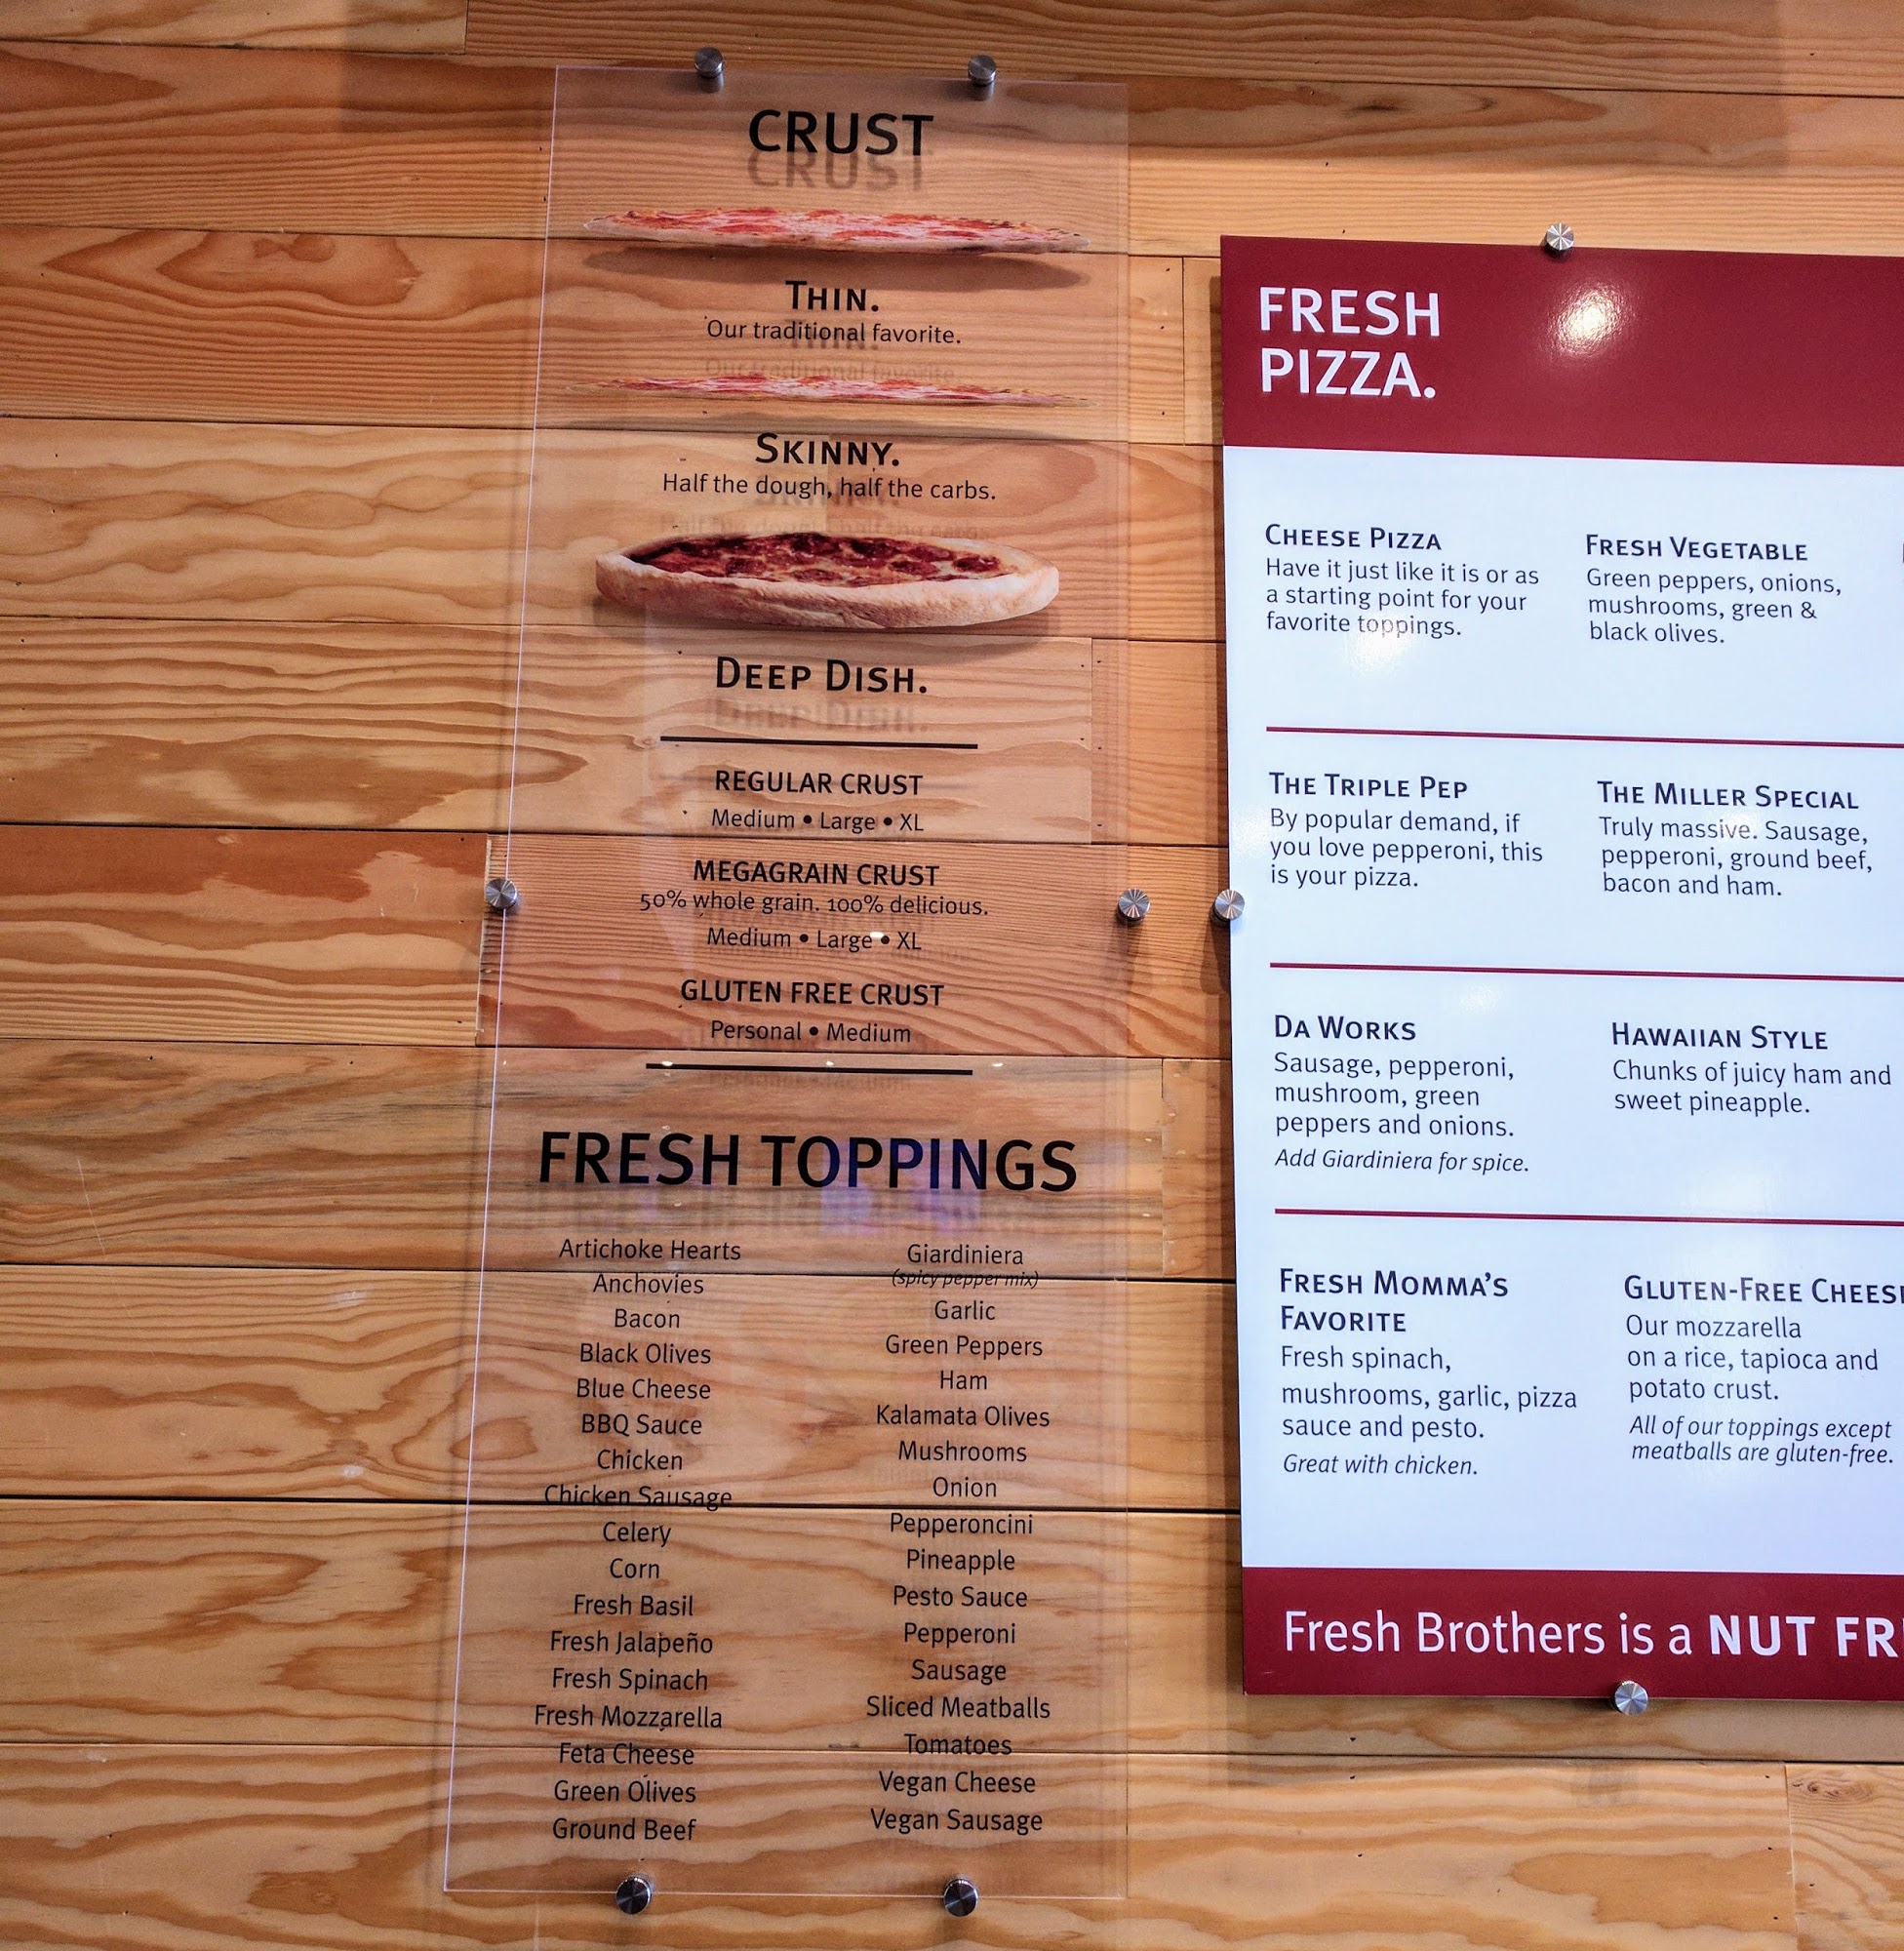 CRUST
THIN.
Our traditional favorite.
SKINNY.
Half the dough, half the carbs.
DEEP DISH.
REGULAR CRUST
Medium • Large • XL
MEGAGRAIN CRUST
50% whole grain. 100% delicious.
Medium • Large • XL
GLUTEN FREE CRUST
Personal • Medium
FRESH TOPPINGS
Artichoke Hearts
Anchovies
Bacon
Black Olives
Blue Cheese
BBQ Sauce
Chicken
Chicken Sausage
Celery
Corn
Fresh Basil
Fresh Jalapeño
Fresh Spinach
Fresh Mozzarella
Feta Cheese
Green Olives
Ground Beef
Giardiniera
(spicy pepper mix)
Garlic
Green Peppers
Ham
Kalamata Olives
Mushrooms
Onion
Pepperoncini
Pineapple
Pesto Sauce
Pepperoni
Sausage
Sliced Meatballs
Tomatoes
Vegan Cheese
Vegan Sausage
FRESH
PIZZA.
CHEESE PIZZA
Have it just like it is or as
a starting point for your
favorite toppings.
FRESH VEGETABLE
Green peppers, onions,
mushrooms, green &
black olives.
THE TRIPLE PEP
By popular demand, if
you love pepperoni, this
is your pizza.
THE MILLER SPECIAL
Truly massive. Sausage,
pepperoni, ground beef,
bacon and ham.
DA WORKS
Sausage, pepperoni,
mushroom, green
peppers and onions.
Add Giardiniera for spice.
HAWAIIAN STYLE
Chunks of juicy ham and
sweet pineapple.
FRESH MOMMA'S
FAVORITE
Fresh spinach,
mushrooms, garlic, pizza
sauce and pesto.
Great with chicken.
GLUTEN-FREE CHEES
Our mozzarella
on a rice, tapioca and
potato crust.
All of our toppings except
meatballs are gluten-free.
Fresh Brothers is a NUT FR